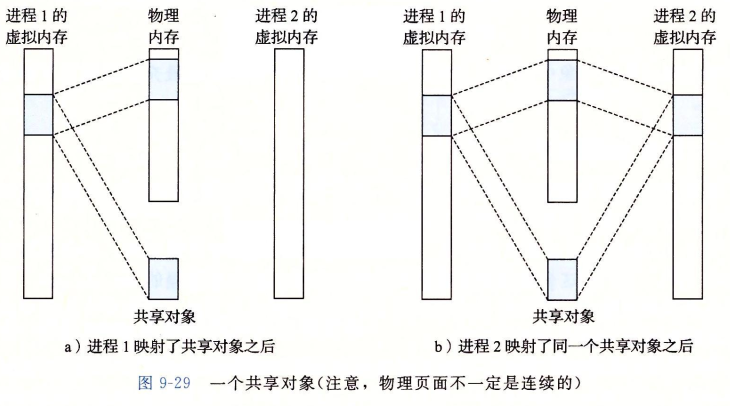 进程1的
虚拟内存
物理
内存
进程2的
虚拟内存
共享对象
a）进程1映射了共享对象之后
进程1的
虚拟内存
物理
内存
进程2的
虚拟内存
共享对象
b）进程2映射了同一个共享对象之后
图 9-29 一个共享对象(注意，物理页面不一定是连续的)